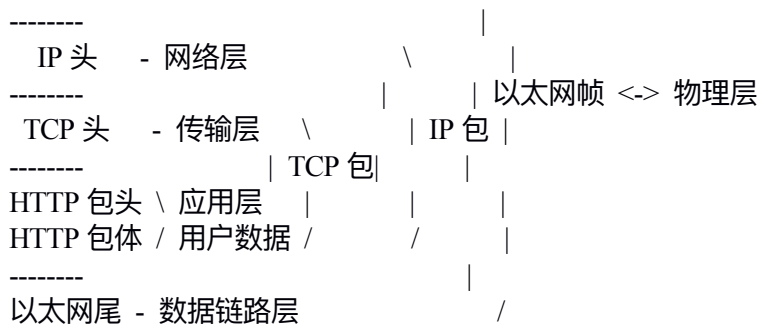 --------                                                    |
   IP 头     - 网络层                    \             |
--------                                       |           | 以太网帧 <-> 物理层
  TCP 头     - 传输层     \             | IP 包 |
--------                        | TCP 包|           |
HTTP 包头 \ 应用层     |             |           |
HTTP 包体 / 用户数据 /             /           |
--------                                                  |
以太网尾 - 数据链路层                         /